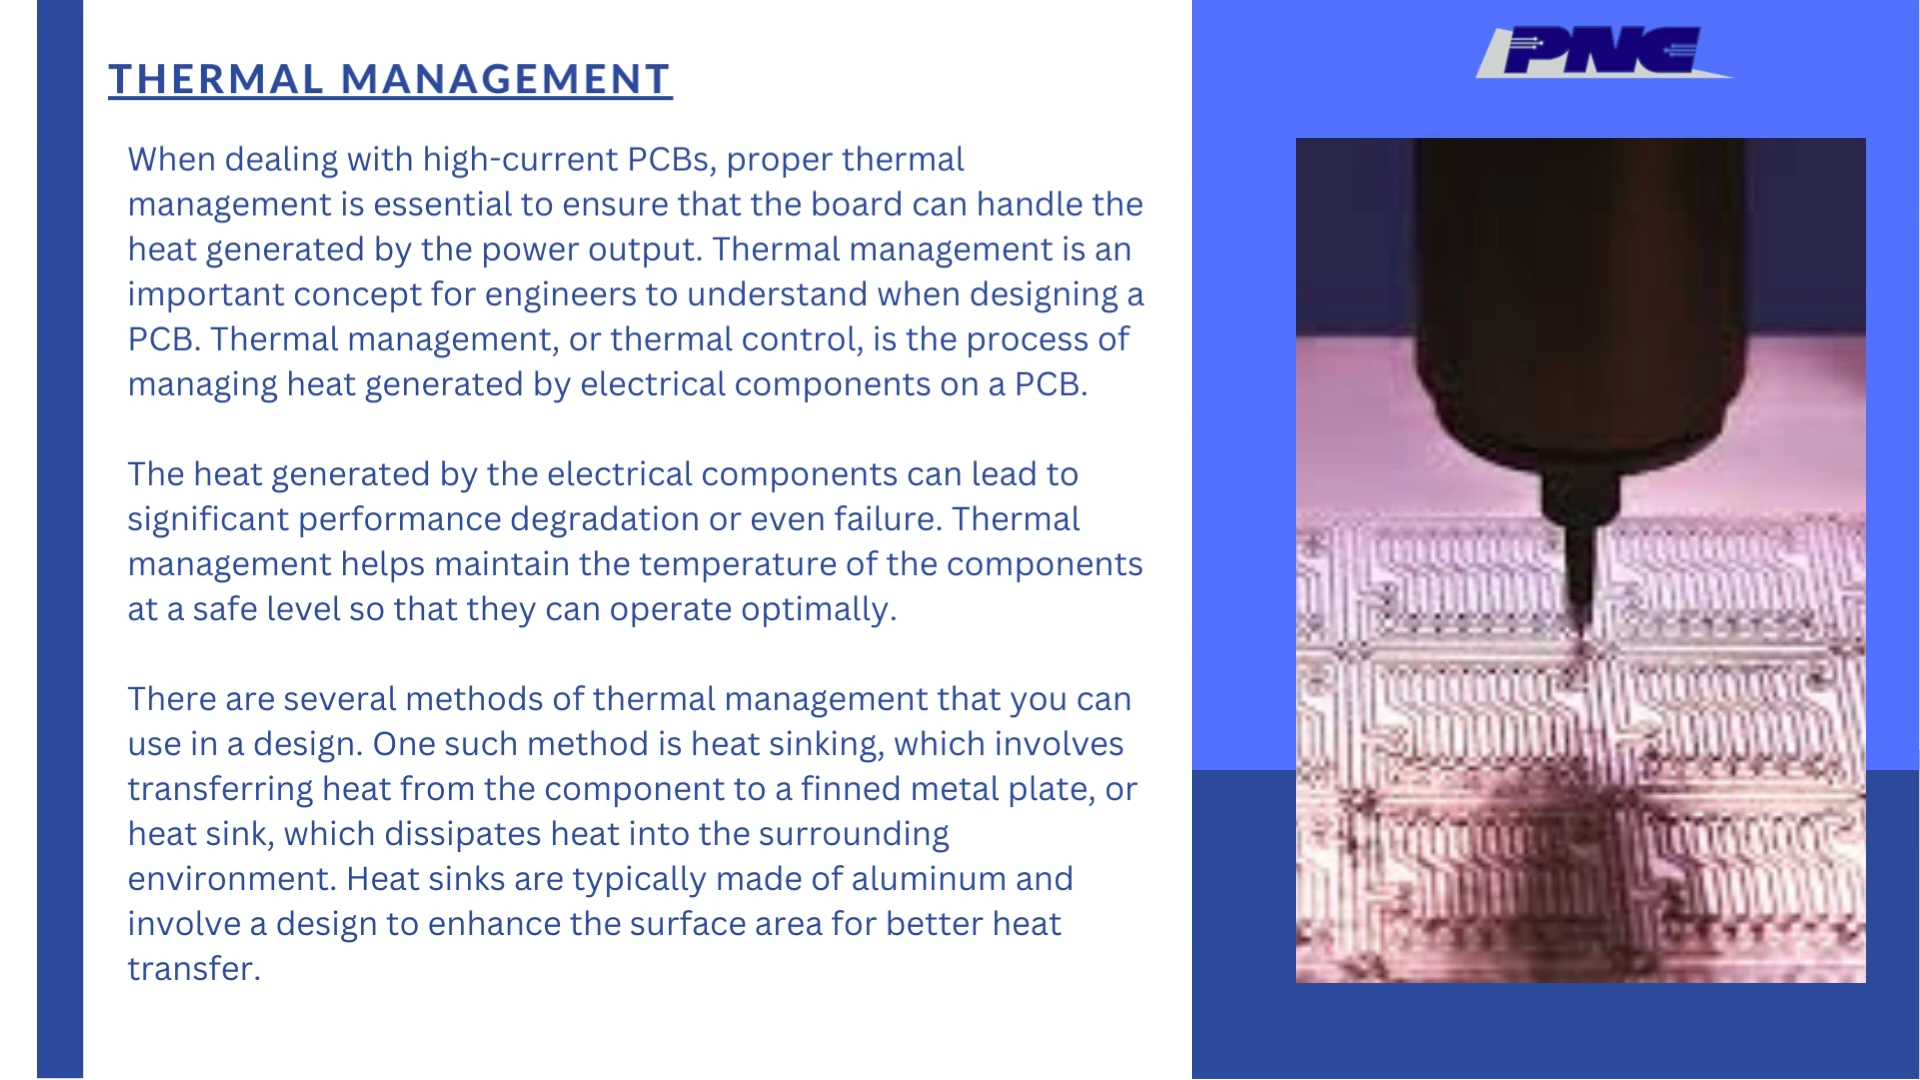 THERMAL MANAGEMENT
When dealing with high-current PCBs, proper thermal
management is essential to ensure that the board can handle the
heat generated by the power output. Thermal management is an
important concept for engineers to understand when designing a
PCB. Thermal management, or thermal control, is the process of
managing heat generated by electrical components on a PCB.
The heat generated by the electrical components can lead to
significant performance degradation or even failure. Thermal
management helps maintain the temperature of the components
at a safe level so that they can operate optimally.
There are several methods of thermal management that you can
use in a design. One such method is heat sinking, which involves
transferring heat from the component to a finned metal plate, or
heat sink, which dissipates heat into the surrounding
environment. Heat sinks are typically made of aluminum and
involve a design to enhance the surface area for better heat
transfer.
PNC